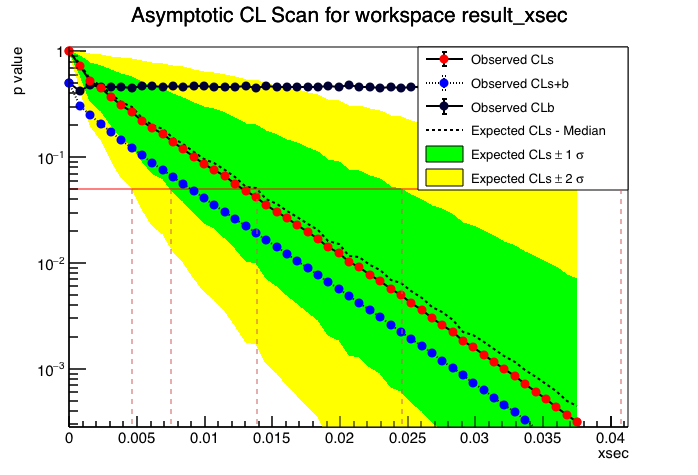 Asymptotic CL Scan for workspace result_xsec
p value
Observed CLs
Observed CLs+b
Observed CLb
Expected CLs - Median
Expected CLs ± 1 σ
Expected CLs ± 2 σ
1
10⁻¹
10⁻²
10⁻³
0 0.005 0.01 0.015 0.02 0.025 0.03 0.035 0.04
xsec